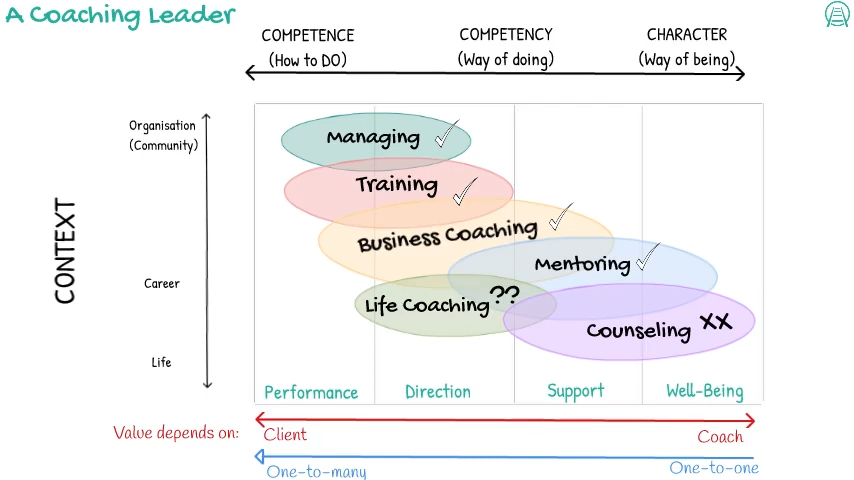 A Coaching Leader
COMPETENCE
(How to DO)
COMPETENCY
(Way of doing)
CHARACTER
(Way of being)
CONTEXT
Organisation
(Community)
Career
Life
Managing
Training
Business Coaching
Mentoring
Life Coaching ??
Counseling XX
Performance
Direction
Support
Well-Being
Value depends on:
Client
Coach
One-to-many
One-to-one